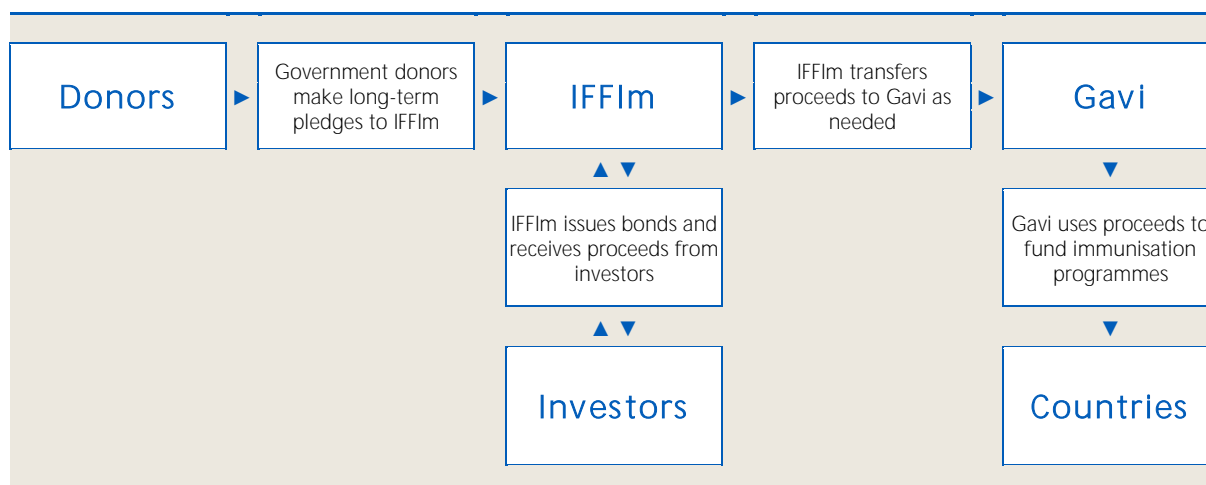 Donors
Government donors
make long-term
pledges to IFFIm
IFFIm
IFFIm transfers
proceeds to Gavi as
needed
Gavi
IFFIm issues bonds and
receives proceeds from
investors
Gavi uses proceeds to
fund immunisation
programmes
Investors
Countries